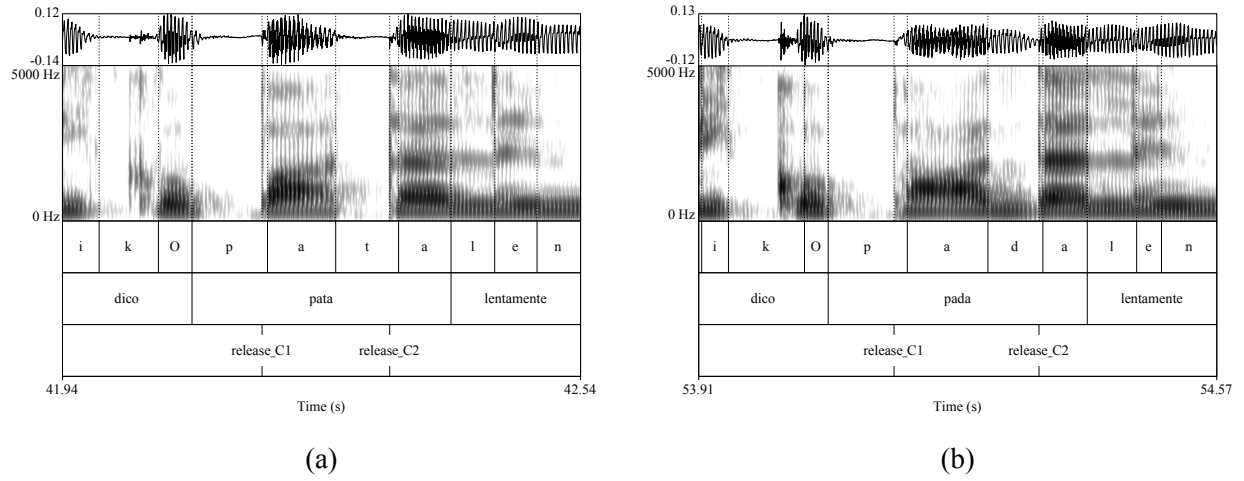 0.12
-0.14
5000 Hz
0 Hz
i k O p a t a l e n
dico pata lentamente
release_C1 release_C2
41.94 42.54
Time (s)
(a)
0.13
-0.12
5000 Hz
0 Hz
i k O p a d a l e n
dico pada lentamente
release_C1 release_C2
53.91 54.57
Time (s)
(b)